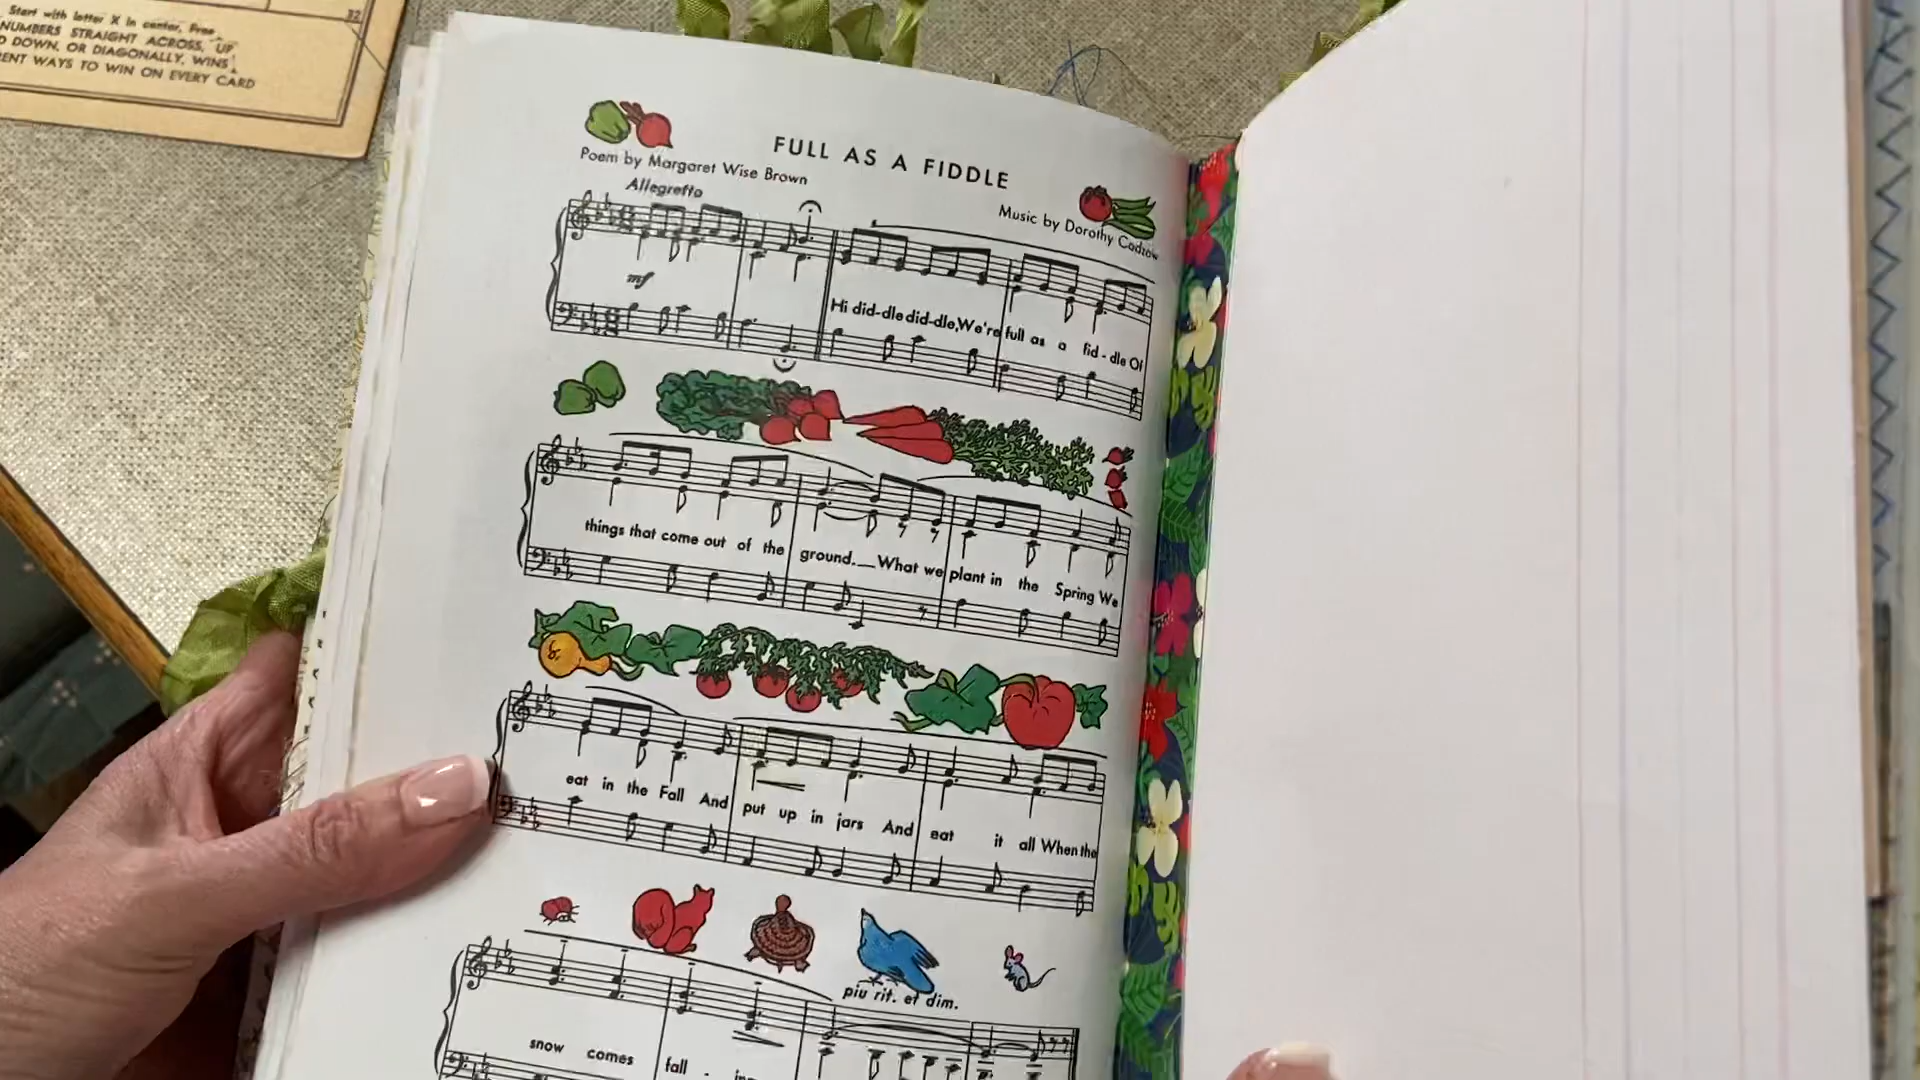 Start with letter X in center, Free
NUMBERS STRAIGHT ACROSS, UP
DOWN, OR DIAGONALLY, WINS
WAYS TO WIN ON EVERY CARD
32
FULL AS A FIDDLE
Poem by Margaret Wise Brown
Music by Dorothy
Allegretto
mf
Hi did-dle did-dle, We're full as a fid - dle Of
things that come out of the ground. What we plant in the Spring We
eat in the Fall And put up in jars And eat it all When the
piu rit. et dim.
snow comes fall -